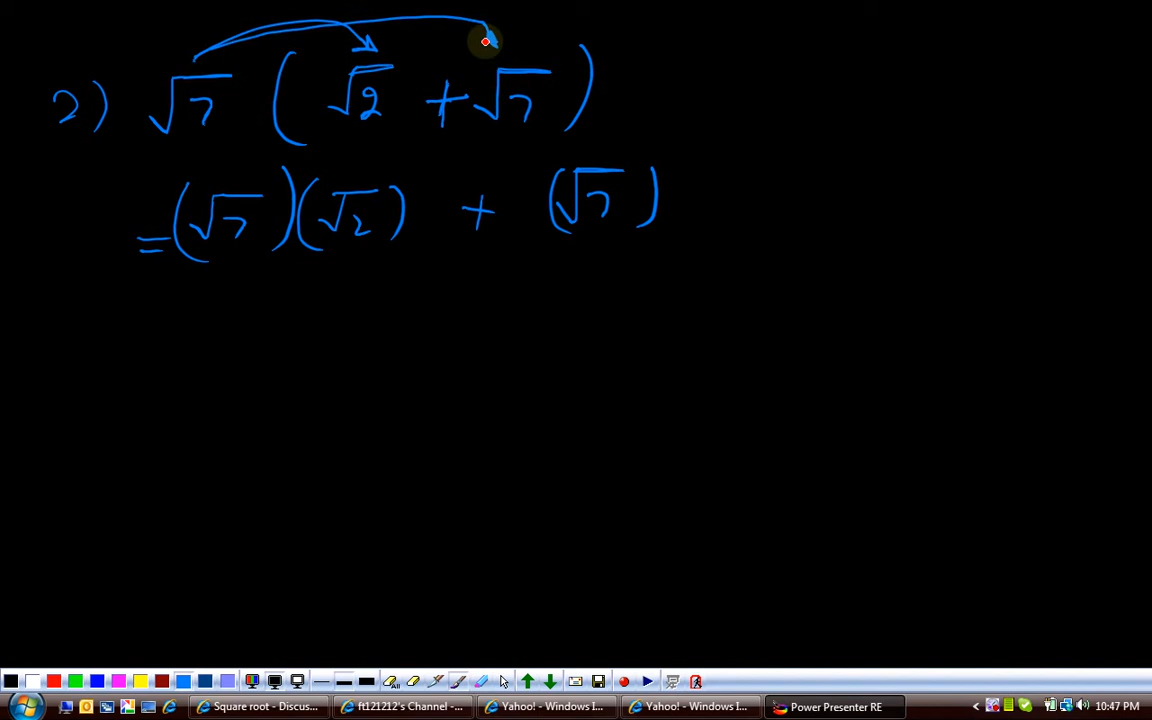 2) √7 ( √2 + √7 )
= (√7)(√2) + (√7)
Square root - Discus... ft121212's Channel -... Yahoo! - Windows I... Yahoo! - Windows I... Power Presenter RE 10:47 PM